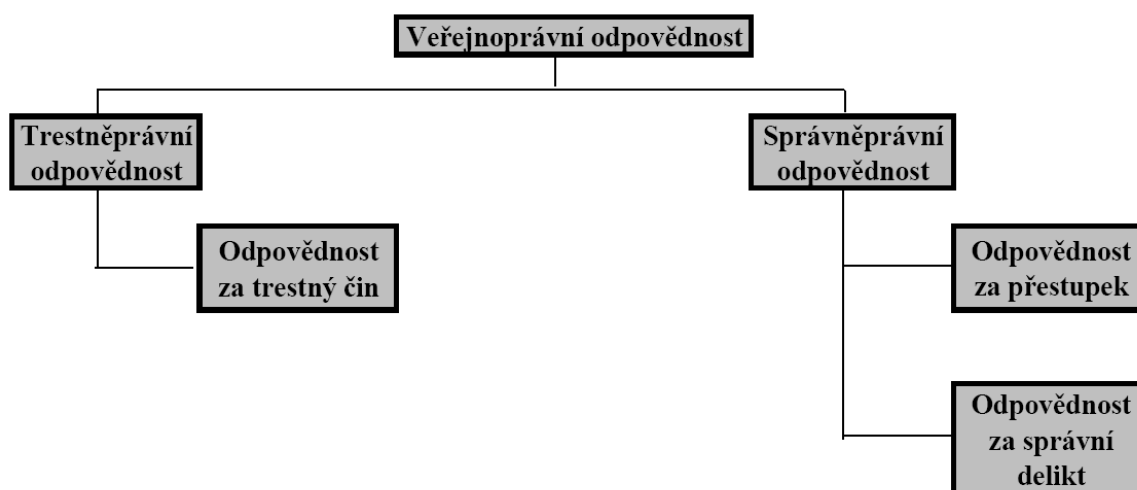 Veřejnoprávní odpovědnost
Trestněprávní
odpovědnost
Správněprávní
odpovědnost
Odpovědnost
za trestný čin
Odpovědnost
za přestupek
Odpovědnost
za správní
delikt